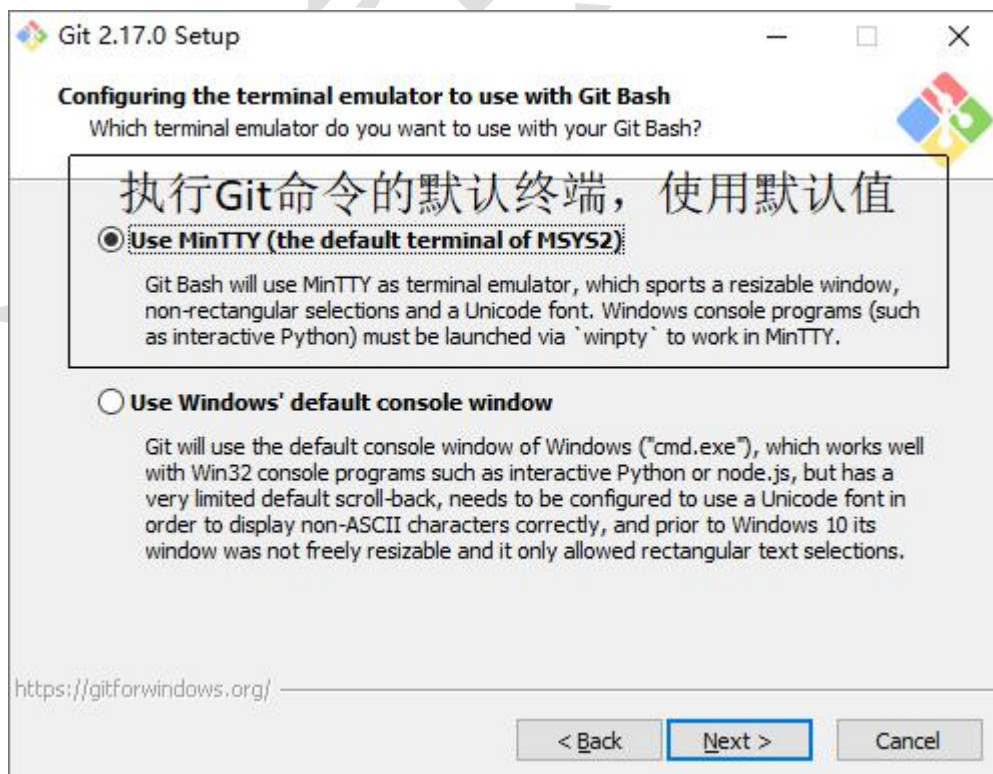 Git 2.17.0 Setup
Configuring the terminal emulator to use with Git Bash
Which terminal emulator do you want to use with your Git Bash?
执行Git命令的默认终端，使用默认值
Use MinTTY (the default terminal of MSYS2)
Git Bash will use MinTTY as terminal emulator, which sports a resizable window,
non-rectangular selections and a Unicode font. Windows console programs (such
as interactive Python) must be launched via `winpty` to work in MinTTY.
Use Windows' default console window
Git will use the default console window of Windows ("cmd.exe"), which works well
with Win32 console programs such as interactive Python or node.js, but has a
very limited default scroll-back, needs to be configured to use a Unicode font in
order to display non-ASCII characters correctly, and prior to Windows 10 its
window was not freely resizable and it only allowed rectangular text selections.
https://gitforwindows.org/
< Back Next > Cancel